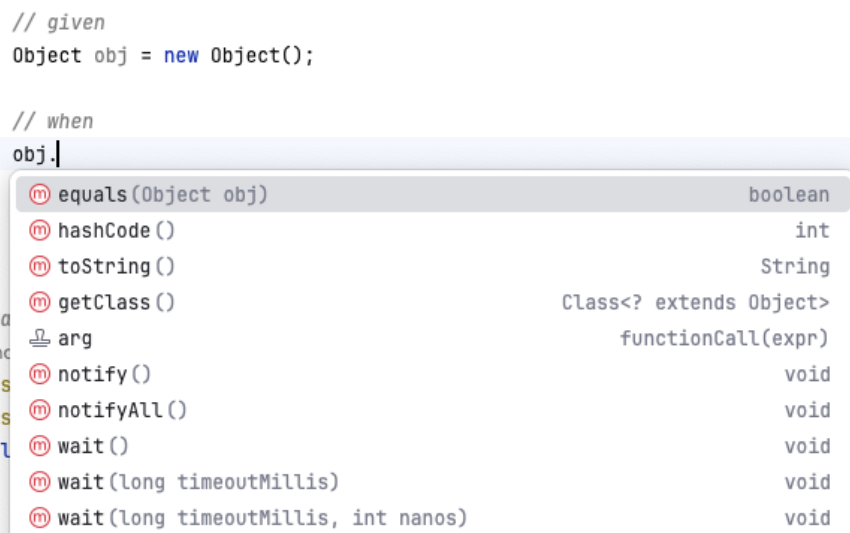 // given
Object obj = new Object();
// when
obj.
equals(Object obj) boolean
hashCode() int
toString() String
getClass() Class<? extends Object>
arg functionCall(expr)
notify() void
notifyAll() void
wait() void
wait(long timeoutMillis) void
wait(long timeoutMillis, int nanos) void